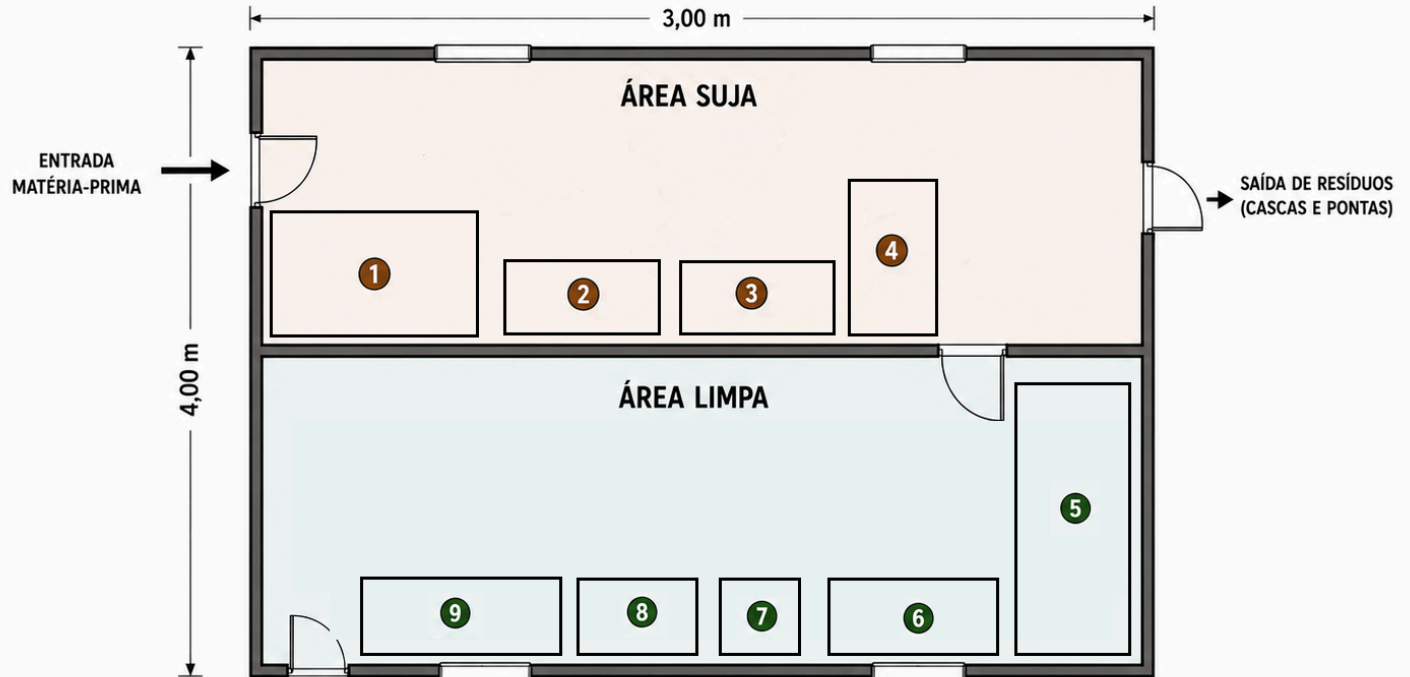 3,00 m
ÁREA SUJA
ENTRADA
MATÉRIA-PRIMA
SAÍDA DE RESÍDUOS
(CASCAS E PONTAS)
1
2
3
4
4,00 m
ÁREA LIMPA
5
9
8
7
6